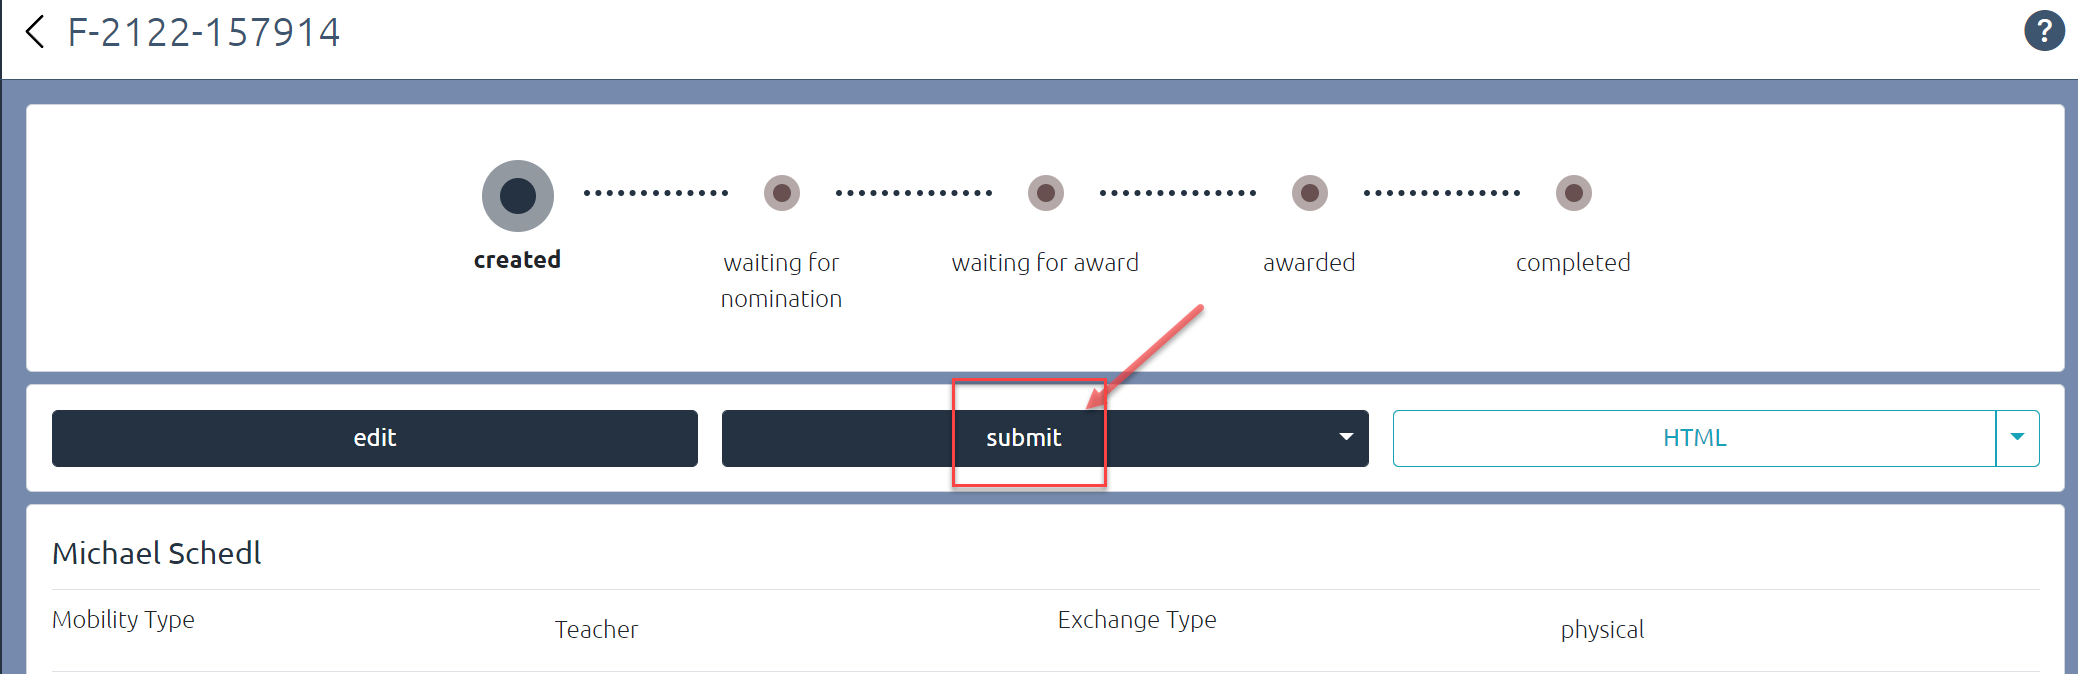 F-2122-157914
?
created
waiting for
nomination
waiting for award
awarded
completed
edit
submit
HTML
Michael Schedl
Mobility Type
Teacher
Exchange Type
physical